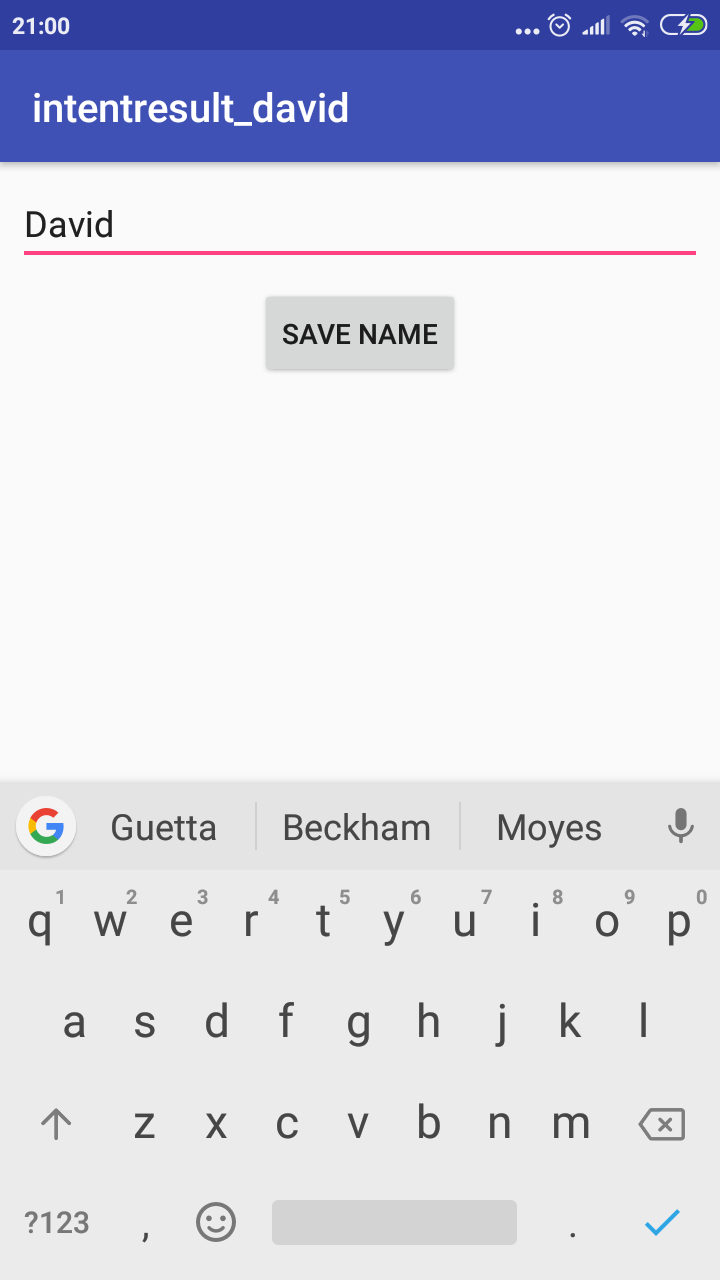 21:00
intentresult_david
David
SAVE NAME
Guetta Beckham Moyes
1 2 3 4 5 6 7 8 9 0
q w e r t y u i o p
a s d f g h j k l
z x c v b n m
?123 , .